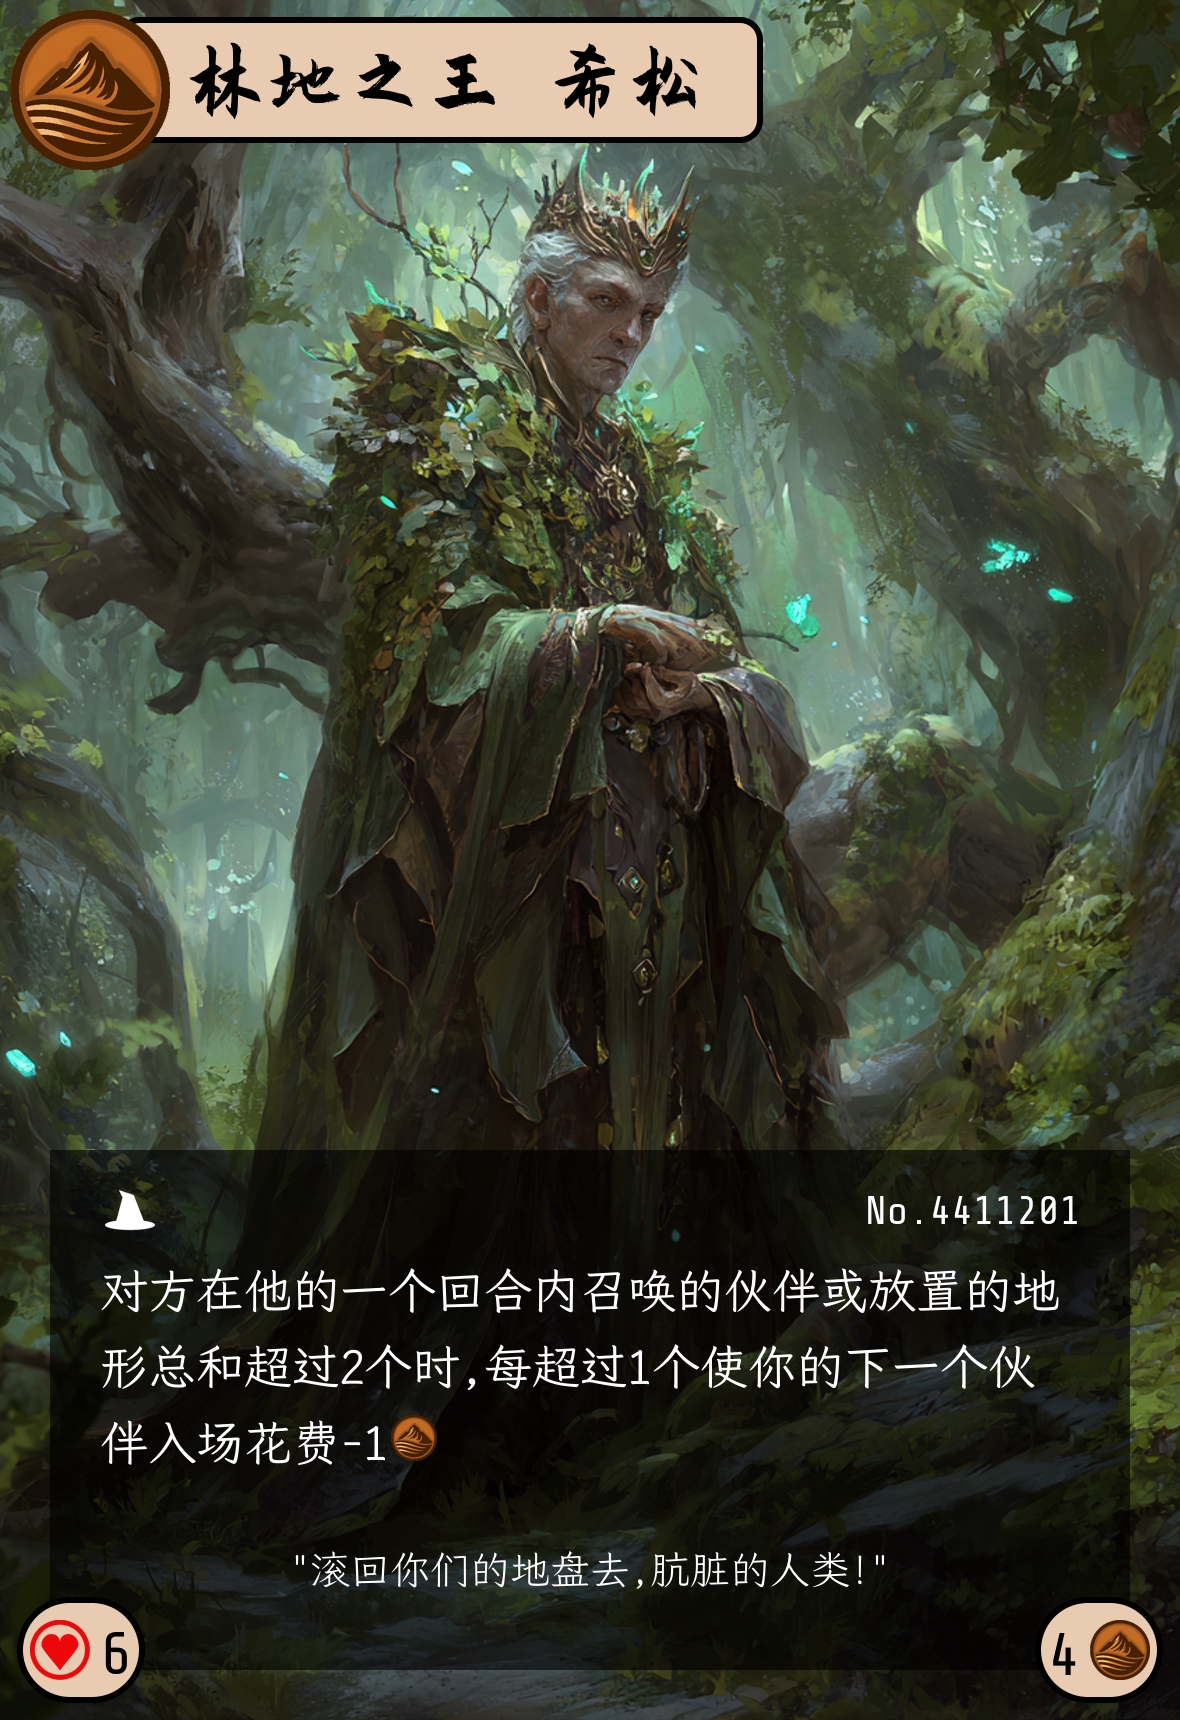 林地之王 希松
No.4411201
对方在他的一个回合内召唤的伙伴或放置的地
形总和超过2个时,每超过1个使你的下一个伙
伴入场花费-1
"滚回你们的地盘去,肮脏的人类!"
6
4